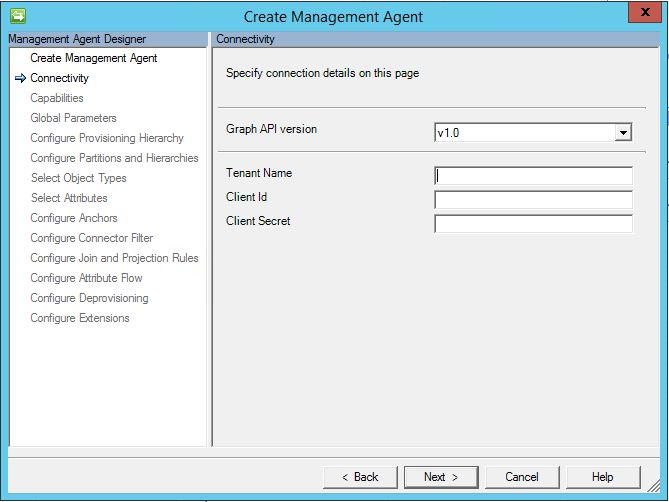 Create Management Agent
x
Management Agent Designer
Create Management Agent
Connectivity
Capabilities
Global Parameters
Configure Provisioning Hierarchy
Configure Partitions and Hierarchies
Select Object Types
Select Attributes
Configure Anchors
Configure Connector Filter
Configure Join and Projection Rules
Configure Attribute Flow
Configure Deprovisioning
Configure Extensions
Connectivity
Specify connection details on this page
Graph API version
v1.0
Tenant Name
Client Id
Client Secret
< Back
Next >
Cancel
Help